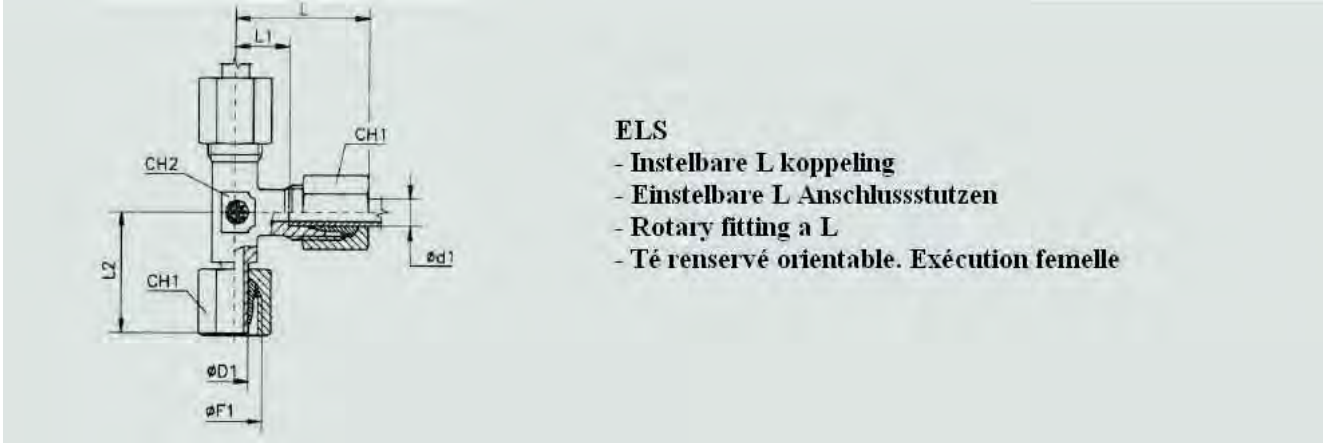 L
L1
CH1
CH2
ød1
L2
CH1
øD1
øF1
ELS
- Instelbare L koppeling
- Einstelbare L Anschlussstutzen
- Rotary fitting a L
- Té renservé orientable. Exécution femelle